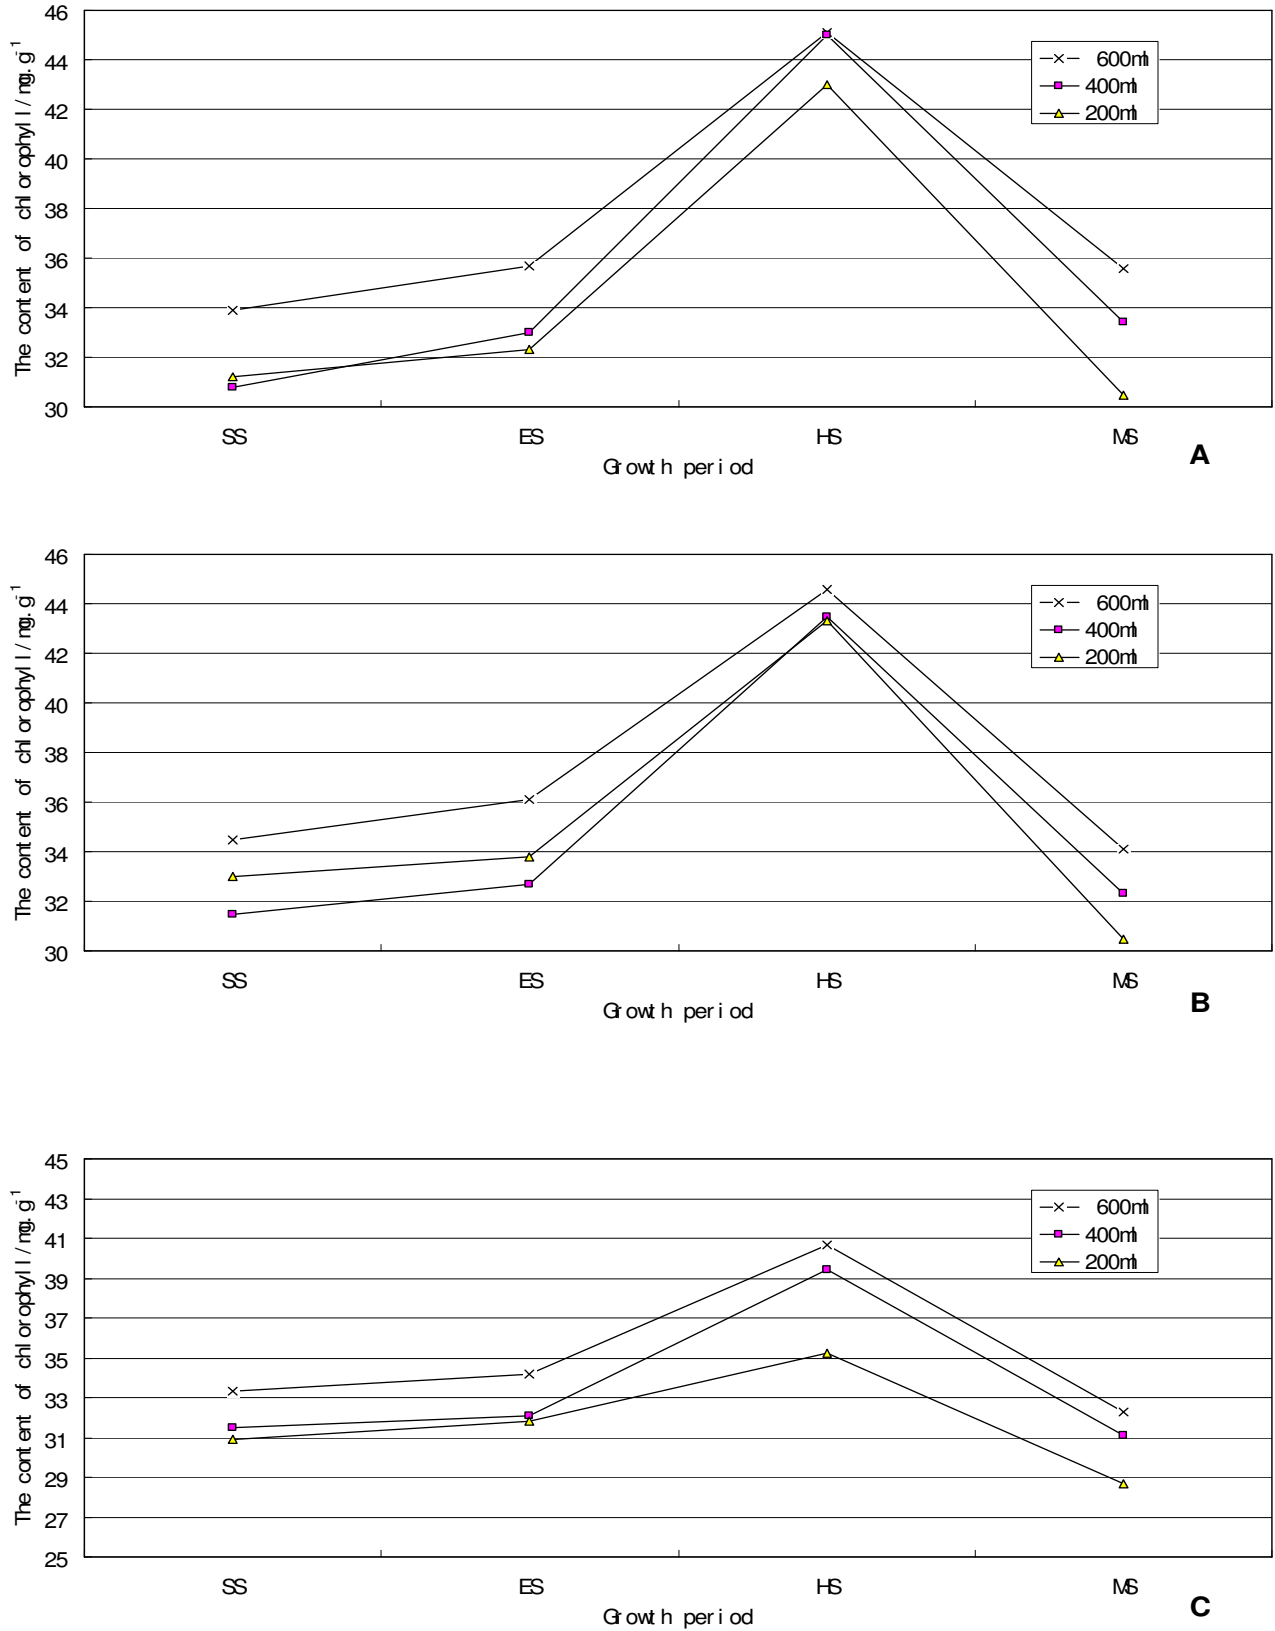 The content of chlorophyll/mg.g-1
46
44
42
40
38
36
34
32
30
600ml
400ml
200ml
SS ES HS MS
Growth period
A
The content of chlorophyll/mg.g-1
46
44
42
40
38
36
34
32
30
600ml
400ml
200ml
SS ES HS MS
Growth period
B
The content of chlorophyll/mg.g-1
45
43
41
39
37
35
33
31
29
27
25
600ml
400ml
200ml
SS ES HS MS
Growth period
C